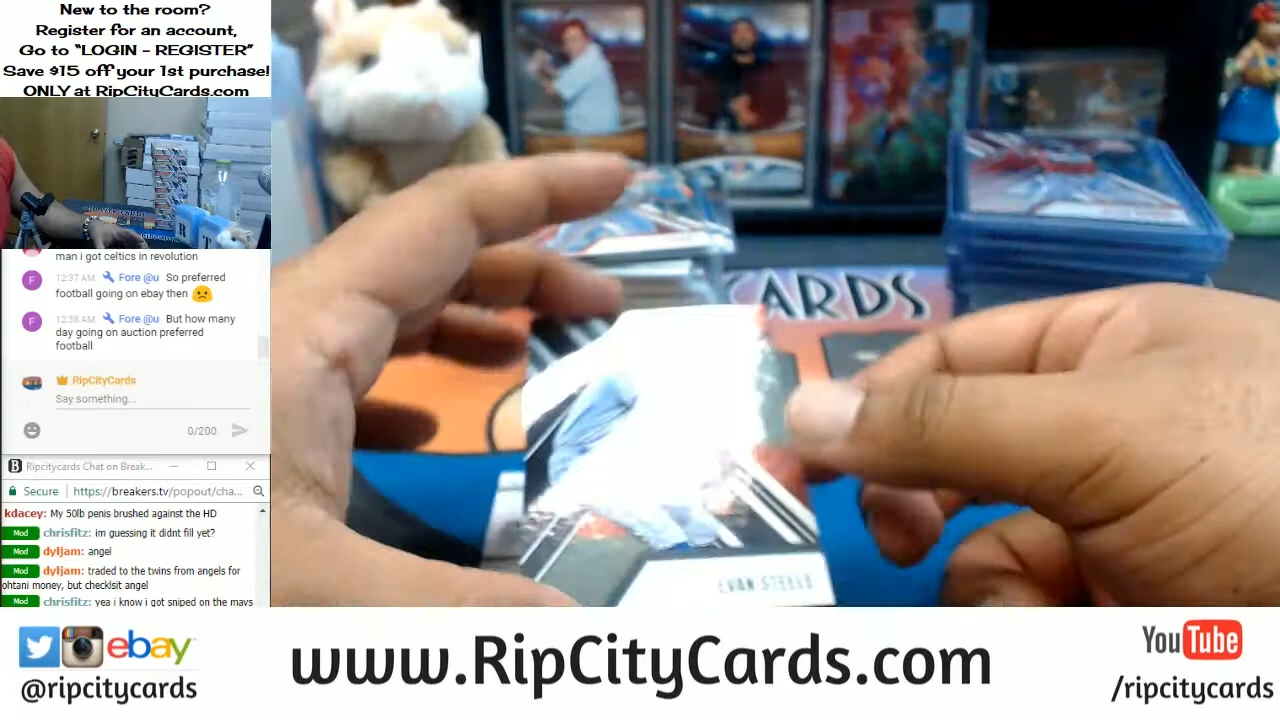 New to the room?
Register for an account,
Go to “LOGIN - REGISTER”
Save $15 off your 1st purchase!
ONLY at RipCityCards.com
man i got celtics in revolution
F 12:37 AM Fore @u So preferred
football going on ebay then
F 12:38 AM Fore @u But how many
day going on auction preferred
football
RipCityCards
Say something...
0/200
B Ripcitycards Chat on Break...
Secure https://breakers.tv/popout/cha...
kdacey: My 50lb penis brushed against the HD
Mod chrisfitz: im guessing it didnt fill yet?
Mod dyljam: angel
Mod dyljam: traded to the twins from angels for
ohtani money, but checklsit angel
Mod chrisfitz: yea i know i got sniped on the mavs
R T
CARDS
EVAN STEELE
ebay
@ripcitycards
www.RipCityCards.com
YouTube
/ripcitycards